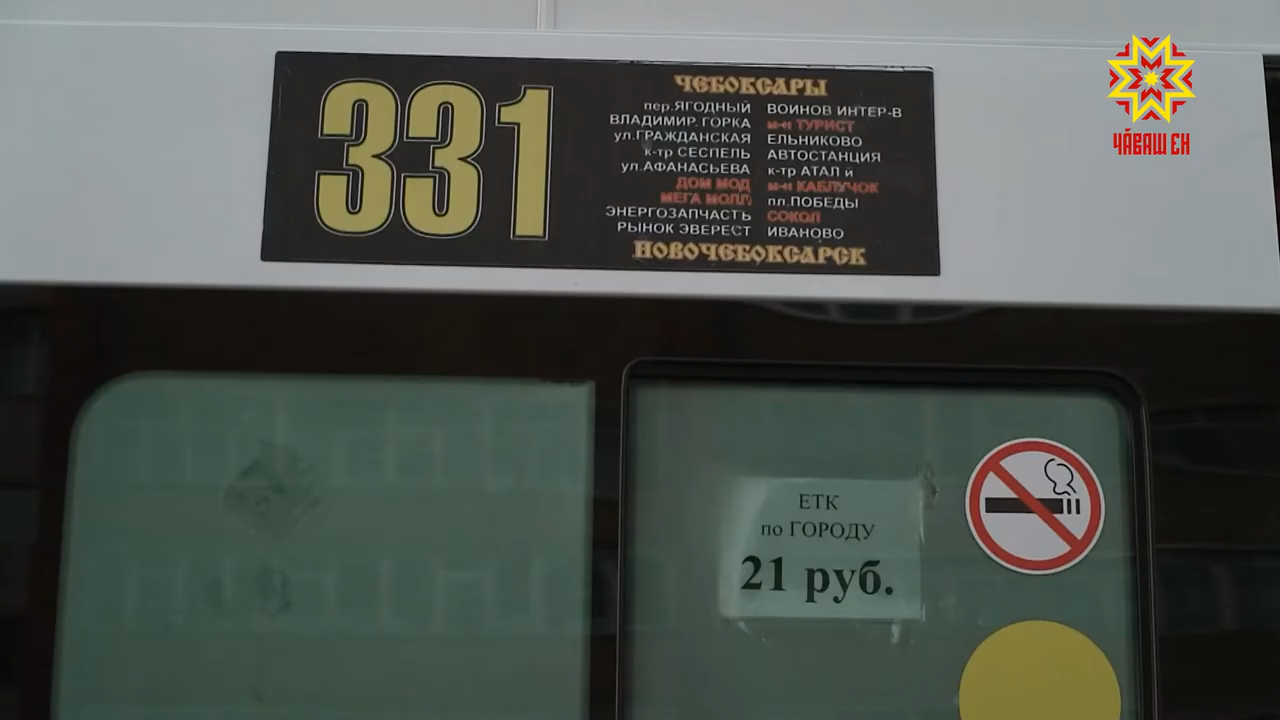 331
ЧЕБОКСАРЫ
пер.ЯГОДНЫЙ
ВЛАДИМИР. ГОРКА
ул.ГРАЖДАНСКАЯ
к-тр СЕСПЕЛЬ
ул.АФАНАСЬЕВА
ДОМ МОД
МЕГА МОЛЛ
ЭНЕРГОЗАПЧАСТЬ
РЫНОК ЭВЕРЕСТ
ВОИНОВ ИНТЕР-В
м-н ТУРИСТ
ЕЛЬНИКОВО
АВТОСТАНЦИЯ
к-тр АТАЛ и
м-н КАБЛУЧОК
пл.ПОБЕДЫ
СОКОЛ
ИВАНОВО
НОВОЧЕБОКСАРСК
ЧӐВАШ ЕН
ЕТК
по ГОРОДУ
21 руб.